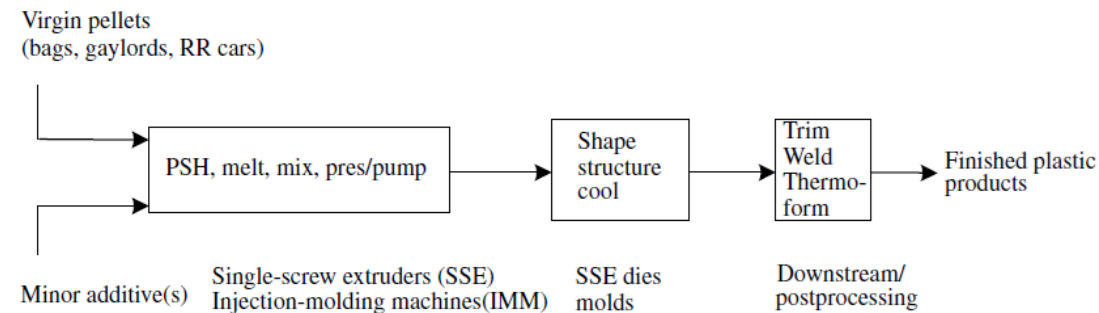 Virgin pellets
(bags, gaylords, RR cars)
PSH, melt, mix, pres/pump
Shape
structure
cool
Trim
Weld
Thermo-
form
Finished plastic
products
Minor additive(s)
Single-screw extruders (SSE)
Injection-molding machines(IMM)
SSE dies
molds
Downstream/
postprocessing